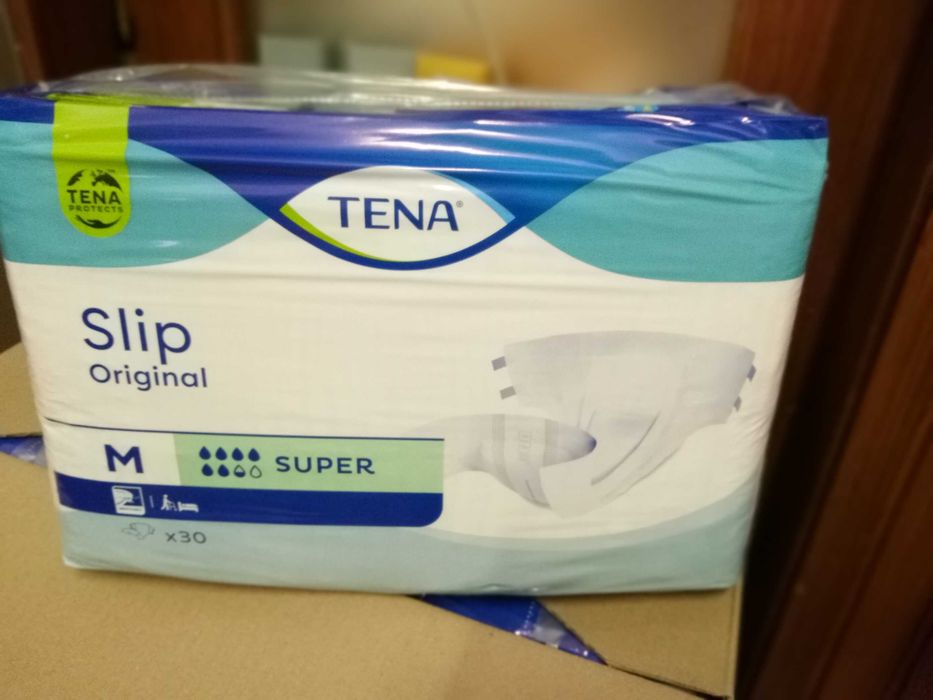 TENA
PROTECTS
TENA®
Slip
Original
M
SUPER
x30